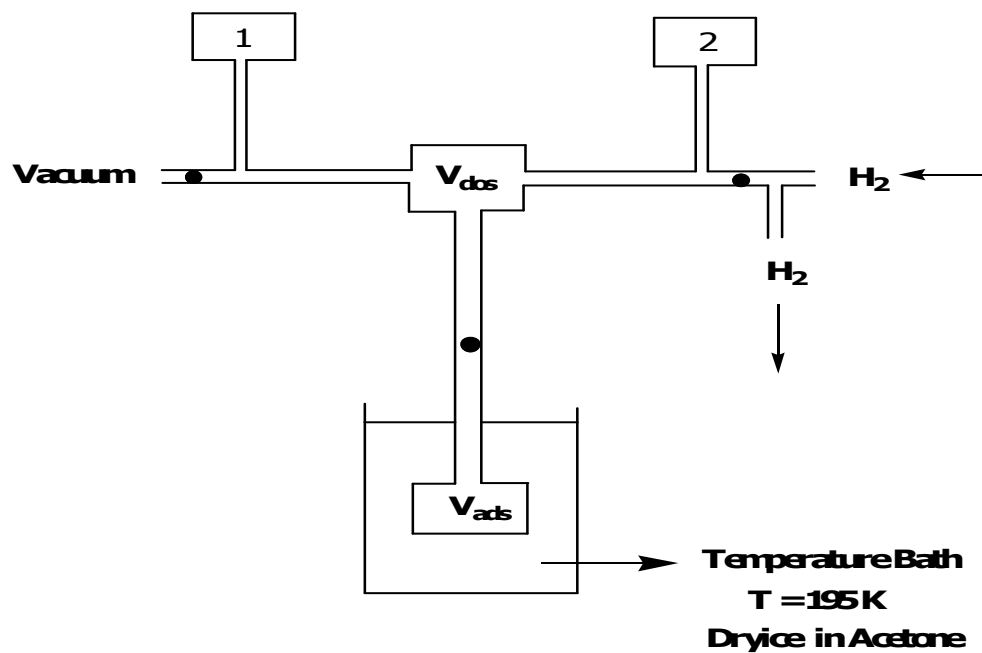 1
2
Vacuum
Vdos
H2
H2
Vads
Temperature Bath
T = 195 K
Dryice in Acetone